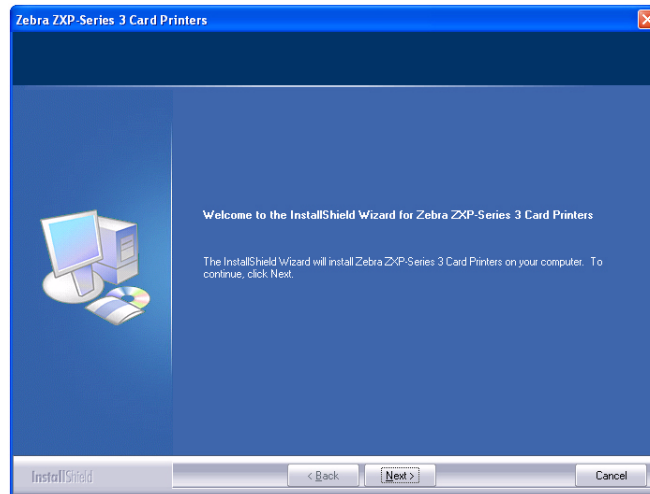 Zebra ZXP-Series 3 Card Printers
Welcome to the InstallShield Wizard for Zebra ZXP-Series 3 Card Printers
The InstallShield Wizard will install Zebra ZXP-Series 3 Card Printers on your computer. To
continue, click Next.
InstallShield
< Back
Next >
Cancel